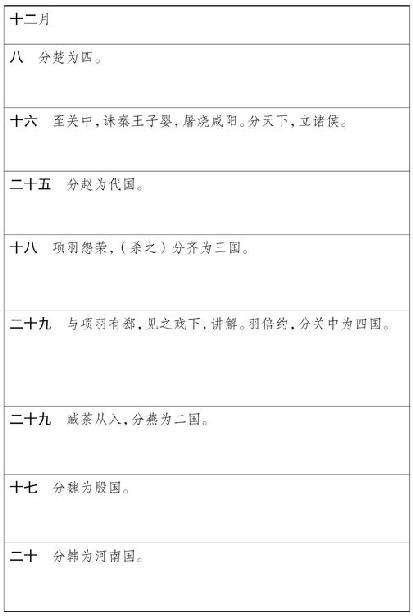 十二月
八 分楚为四。
十六 至关中，诛秦王子婴，屠烧咸阳。分天下，立诸侯。
二十五 分赵为代国。
十八 项羽怨荣，（杀之）分齐为三国。
二十九 与项羽有郄，见之戏下，讲解。羽倍约，分关中为四国。
二十九 臧荼从入，分燕为二国。
十七 分魏为殷国。
二十 分韩为河南国。